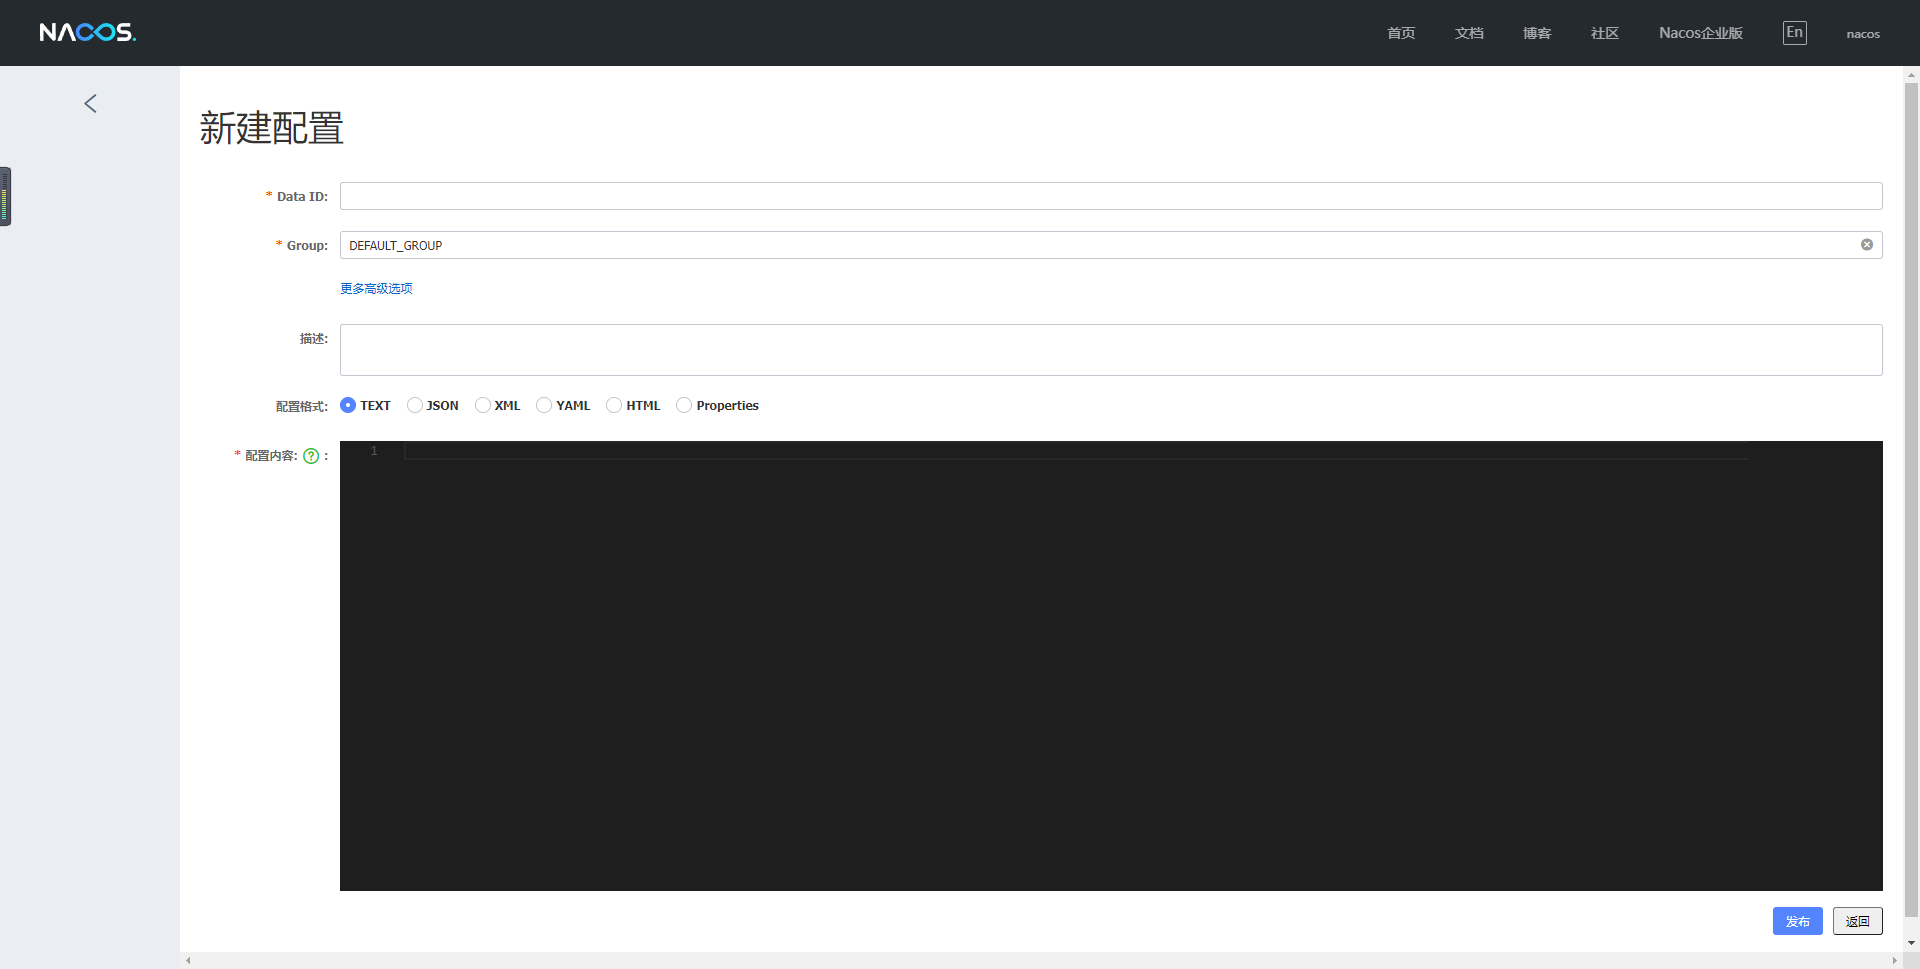 NACOS.
首页 文档 博客 社区 Nacos企业版 En nacos
新建配置
* Data ID:
* Group: DEFAULT_GROUP
更多高级选项
描述:
配置格式: TEXT JSON XML YAML HTML Properties
* 配置内容: ? :
1
发布 返回